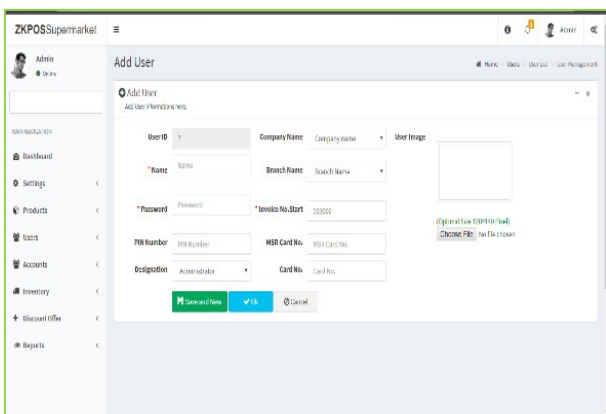 ZKPOSSupermarket
Admin
Admin
Online
Add User
Home > Users > User List > User Management
Add User
Add User informations here.
MAIN NAVIGATION
Dashboard
Settings
Products
Users
Accounts
Inventory
Discount Offer
Reports
User ID 7
Company Name Company name
User Image
*Name Name
Branch Name Branch Name
*Password Password
*Invoice No.Start
(Optimal Size 120*140 Pixel)
Choose File No file chosen
PIN Number PIN Number
MSR Card No. MSR Card No.
Designation Administrator
Card No. Card No.
Save and New
Ok
Cancel